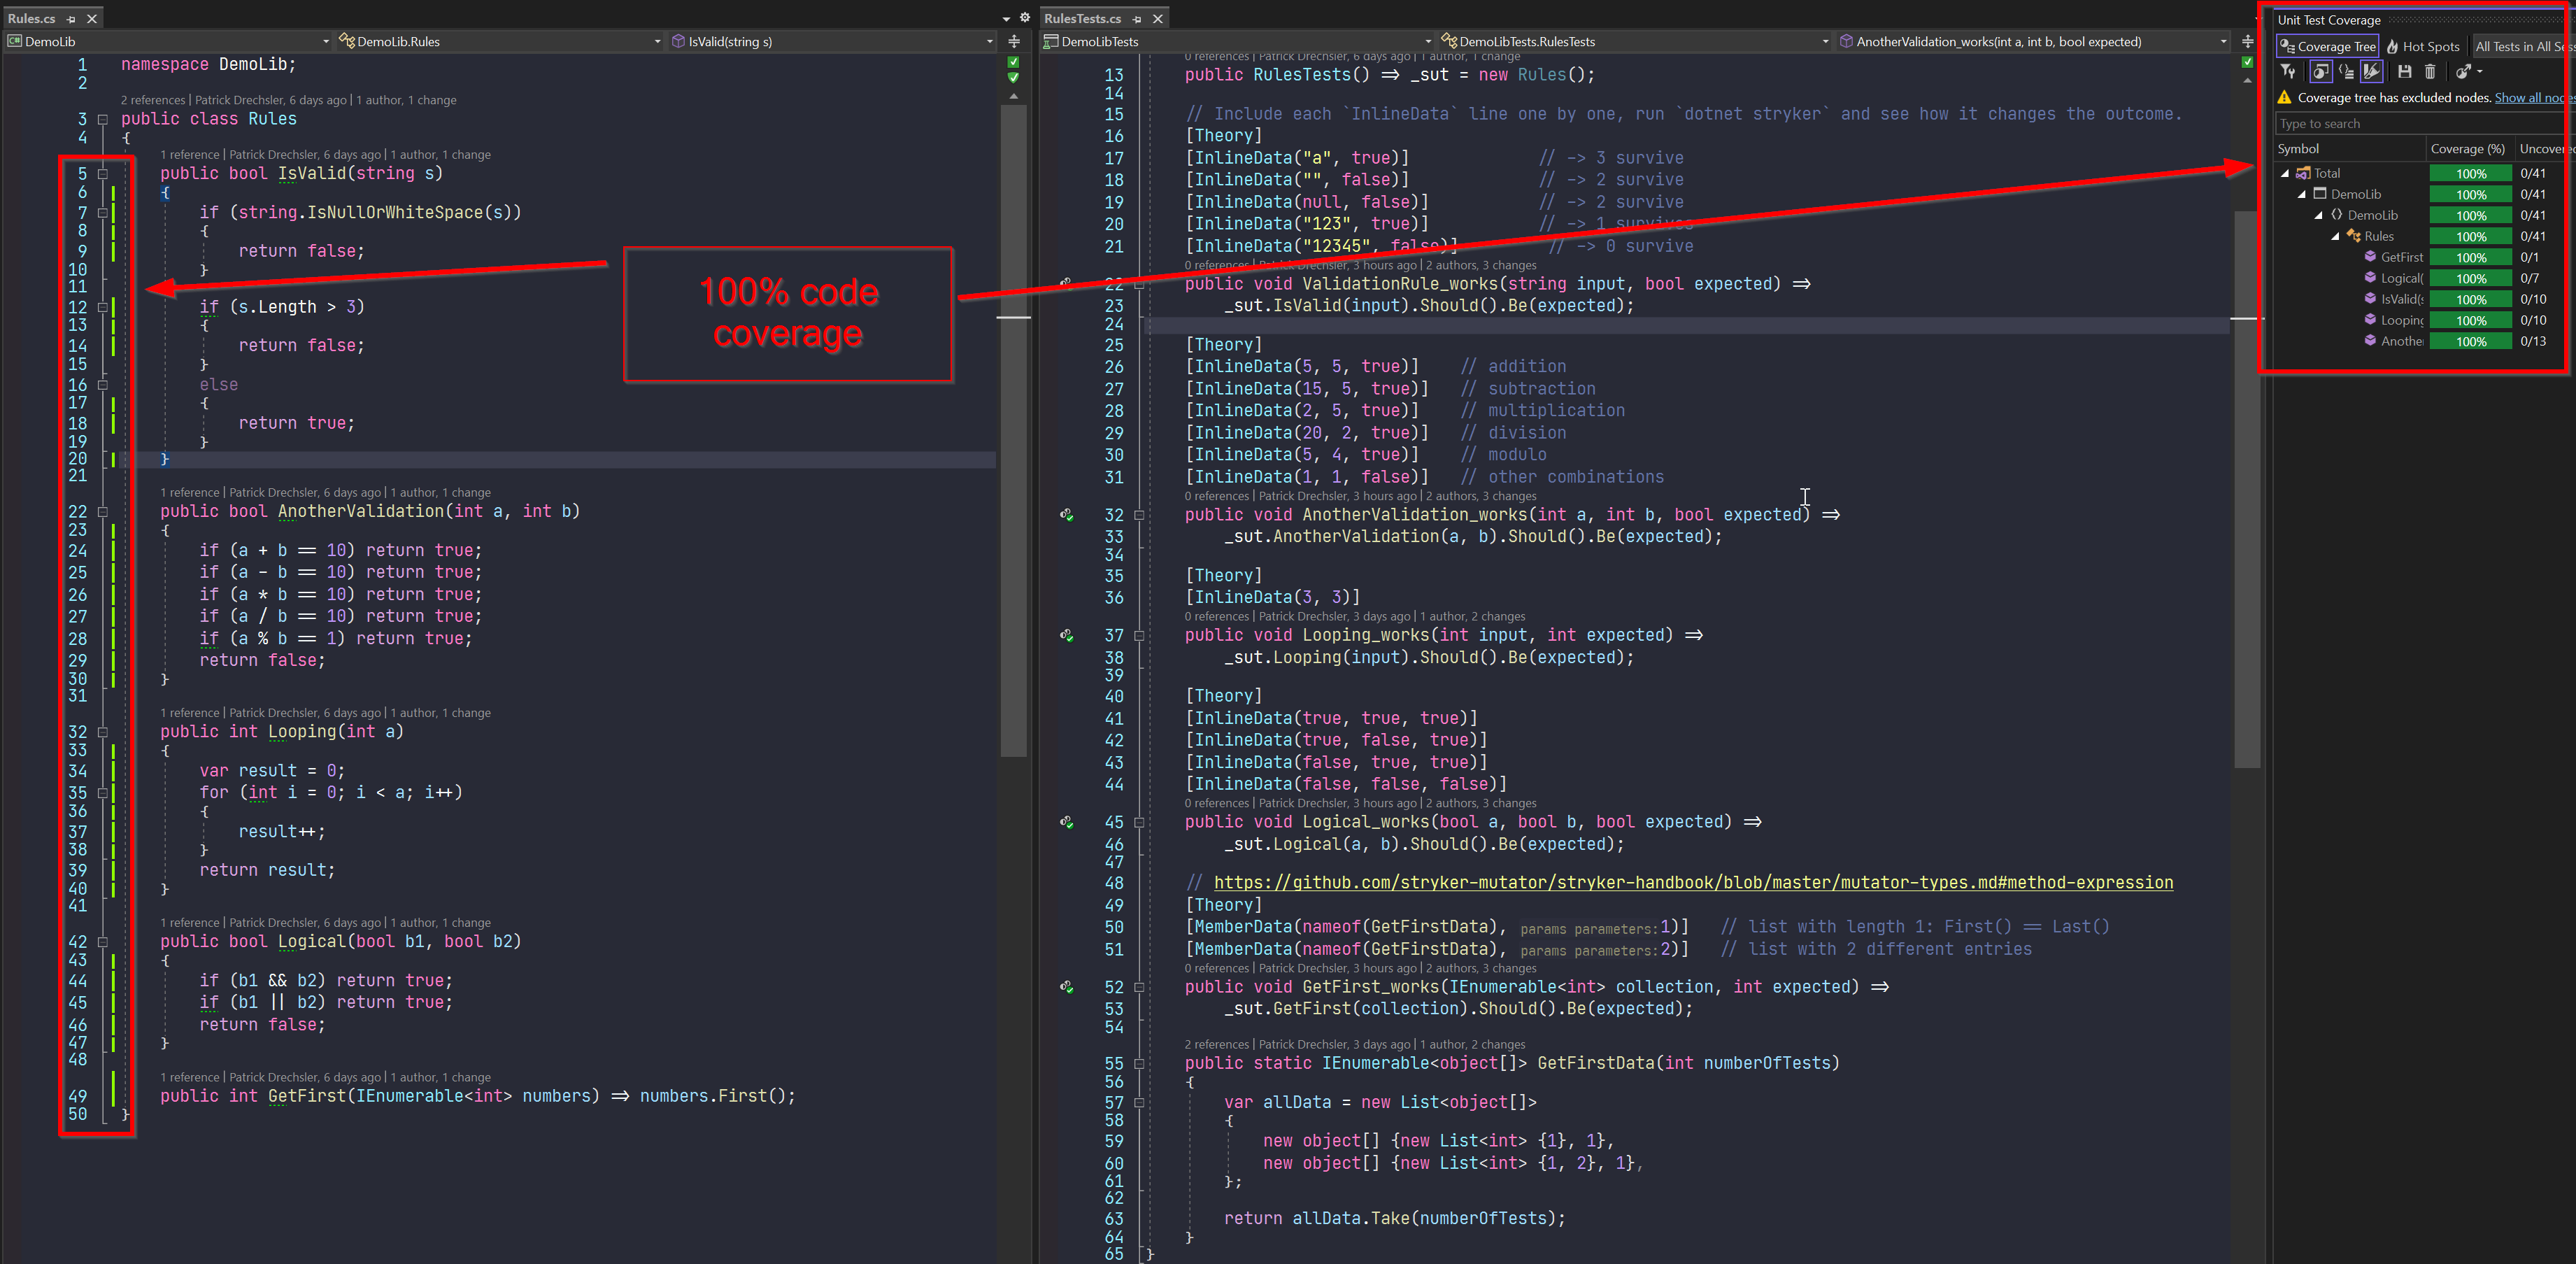 Rules.cs
DemoLib
DemoLib.Rules
IsValid(string s)
1 namespace DemoLib;
2
2 references | Patrick Drechsler, 6 days ago | 1 author, 1 change
3 public class Rules
4 {
1 reference | Patrick Drechsler, 6 days ago | 1 author, 1 change
5 public bool IsValid(string s)
6 {
7 if (string.IsNullOrWhiteSpace(s))
8 {
9 return false;
10 }
11
12 if (s.Length > 3)
13 {
14 return false;
15 }
16 else
17 {
18 return true;
19 }
20 }
21
1 reference | Patrick Drechsler, 6 days ago | 1 author, 1 change
22 public bool AnotherValidation(int a, int b)
23 {
24 if (a + b == 10) return true;
25 if (a - b == 10) return true;
26 if (a * b == 10) return true;
27 if (a / b == 10) return true;
28 if (a % b == 1) return true;
29 return false;
30 }
31
1 reference | Patrick Drechsler, 6 days ago | 1 author, 1 change
32 public int Looping(int a)
33 {
34 var result = 0;
35 for (int i = 0; i < a; i++)
36 {
37 result++;
38 }
39 return result;
40 }
41
1 reference | Patrick Drechsler, 6 days ago | 1 author, 1 change
42 public bool Logical(bool b1, bool b2)
43 {
44 if (b1 && b2) return true;
45 if (b1 || b2) return true;
46 return false;
47 }
48
1 reference | Patrick Drechsler, 6 days ago | 1 author, 1 change
49 public int GetFirst(IEnumerable<int> numbers) => numbers.First();
50 }
100% code
coverage
RulesTests.cs
DemoLibTests
DemoLibTests.RulesTests
AnotherValidation_works(int a, int b, bool expected)
0 references | Patrick Drechsler, 6 days ago | 1 author, 1 change
13 public RulesTests() => _sut = new Rules();
14
15 // Include each `InlineData` line one by one, run `dotnet stryker` and see how it changes the outcome.
16 [Theory]
17 [InlineData("a", true)] // -> 3 survive
18 [InlineData("", false)] // -> 2 survive
19 [InlineData(null, false)] // -> 2 survive
20 [InlineData("123", true)] // -> 1 survives
21 [InlineData("12345", false)] // -> 0 survive
0 references | Patrick Drechsler, 3 hours ago | 2 authors, 3 changes
22 public void ValidationRule_works(string input, bool expected) =>
23 _sut.IsValid(input).Should().Be(expected);
24
25 [Theory]
26 [InlineData(5, 5, true)] // addition
27 [InlineData(15, 5, true)] // subtraction
28 [InlineData(2, 5, true)] // multiplication
29 [InlineData(20, 2, true)] // division
30 [InlineData(5, 4, true)] // modulo
31 [InlineData(1, 1, false)] // other combinations
0 references | Patrick Drechsler, 3 hours ago | 2 authors, 3 changes
32 public void AnotherValidation_works(int a, int b, bool expected) =>
33 _sut.AnotherValidation(a, b).Should().Be(expected);
34
35 [Theory]
36 [InlineData(3, 3)]
0 references | Patrick Drechsler, 3 days ago | 1 author, 2 changes
37 public void Looping_works(int input, int expected) =>
38 _sut.Looping(input).Should().Be(expected);
39
40 [Theory]
41 [InlineData(true, true, true)]
42 [InlineData(true, false, true)]
43 [InlineData(false, true, true)]
44 [InlineData(false, false, false)]
0 references | Patrick Drechsler, 3 hours ago | 2 authors, 3 changes
45 public void Logical_works(bool a, bool b, bool expected) =>
46 _sut.Logical(a, b).Should().Be(expected);
47
48 // https://github.com/stryker-mutator/stryker-handbook/blob/master/mutator-types.md#method-expression
49 [Theory]
50 [MemberData(nameof(GetFirstData), params parameters:1)] // list with length 1: First() == Last()
51 [MemberData(nameof(GetFirstData), params parameters:2)] // list with 2 different entries
0 references | Patrick Drechsler, 3 hours ago | 2 authors, 3 changes
52 public void GetFirst_works(IEnumerable<int> collection, int expected) =>
53 _sut.GetFirst(collection).Should().Be(expected);
54
2 references | Patrick Drechsler, 3 days ago | 1 author, 2 changes
55 public static IEnumerable<object[]> GetFirstData(int numberOfTests)
56 {
57 var allData = new List<object[]>
58 {
59 new object[] {new List<int> {1}, 1},
60 new object[] {new List<int> {1, 2}, 1},
61 };
62
63 return allData.Take(numberOfTests);
64 }
65 }
Unit Test Coverage
Coverage Tree Hot Spots All Tests in All Se
Coverage tree has excluded nodes. Show all nodes
Type to search
Symbol Coverage (%) Uncovere
Total 100% 0/41
DemoLib 100% 0/41
DemoLib 100% 0/41
Rules 100% 0/41
GetFirst 100% 0/1
Logical( 100% 0/7
IsValid(s 100% 0/10
Looping 100% 0/10
Anothe 100% 0/13